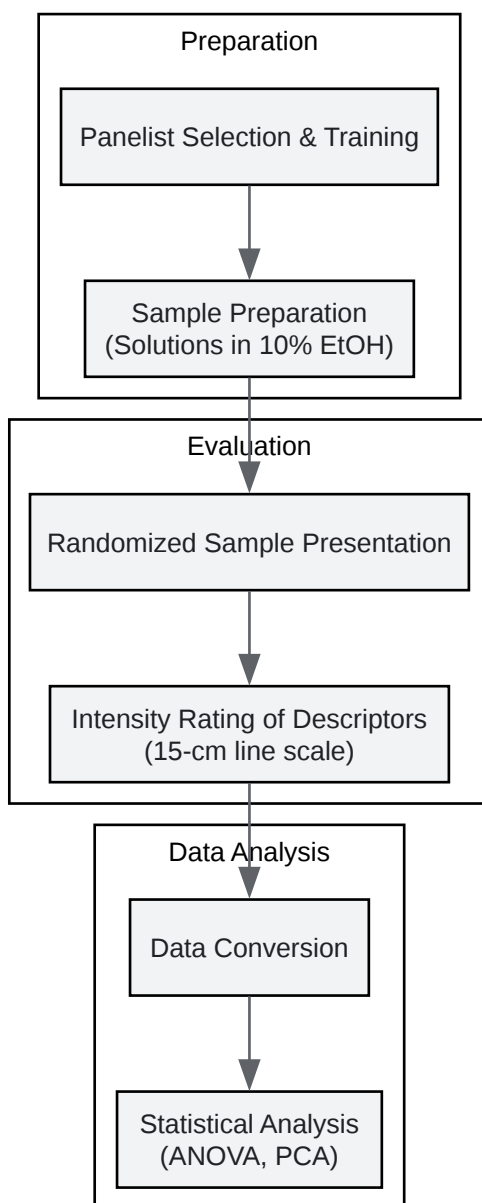 Preparation
Panelist Selection & Training
Sample Preparation
(Solutions in 10% EtOH)
Evaluation
Randomized Sample Presentation
Intensity Rating of Descriptors
(15-cm line scale)
Data Analysis
Data Conversion
Statistical Analysis
(ANOVA, PCA)